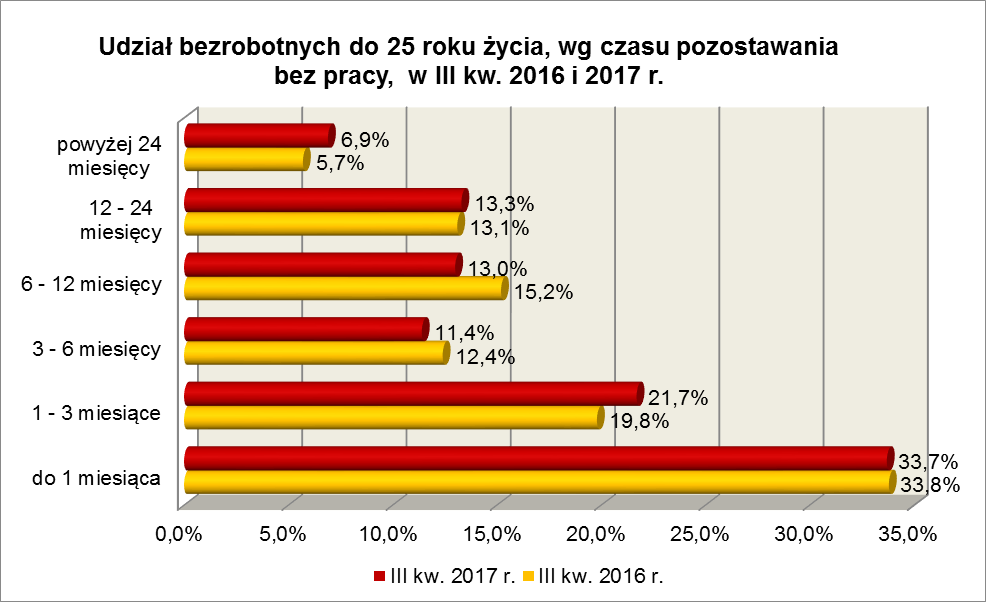 Udział bezrobotnych do 25 roku życia, wg czasu pozostawania
bez pracy,  w III kw. 2016 i 2017 r.
powyżej 24
miesięcy
6,9%
5,7%
12 - 24
miesięcy
13,3%
13,1%
6 - 12 miesięcy
13,0%
15,2%
3 - 6 miesięcy
11,4%
12,4%
1 - 3 miesiące
21,7%
19,8%
do 1 miesiąca
33,7%
33,8%
0,0% 5,0% 10,0% 15,0% 20,0% 25,0% 30,0% 35,0%
III kw. 2017 r. III kw. 2016 r.